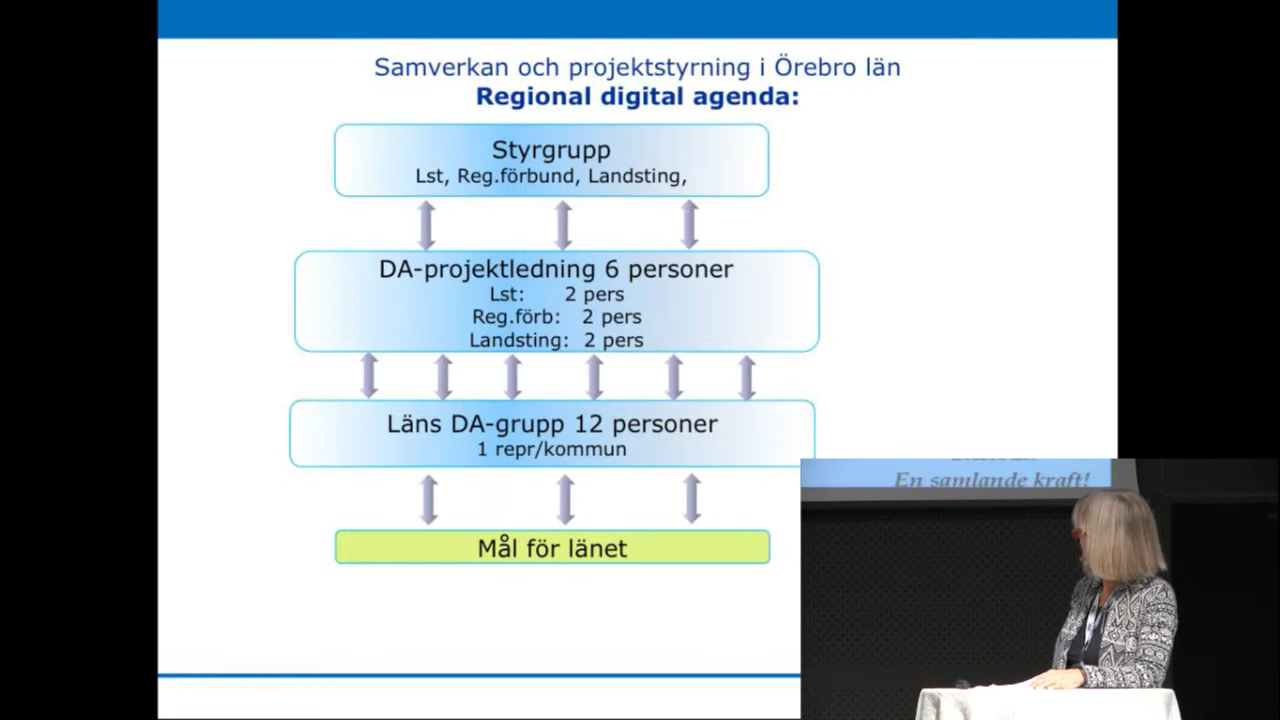 Samverkan och projektstyrning i Örebro län
Regional digital agenda:
Styrgrupp
Lst, Reg.förbund, Landsting,
DA-projektledning 6 personer
Lst: 2 pers
Reg.förb: 2 pers
Landsting: 2 pers
Läns DA-grupp 12 personer
1 repr/kommun
Mål för länet
En samlande kraft!